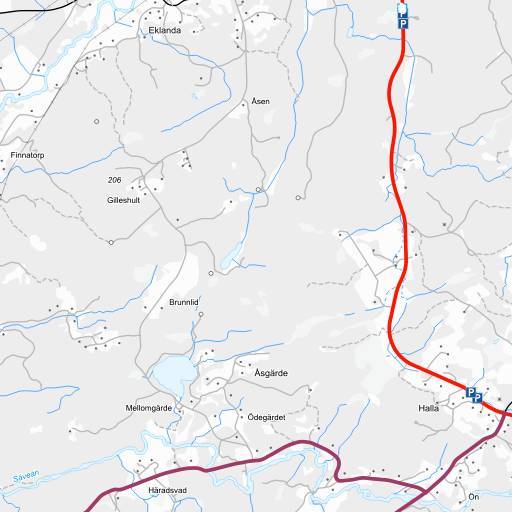 Eklanda
P
Åsen
Finnatorp
206
Gilleshult
Brunnlid
Åsgärde
P
P
Mellomgärde
Halla
Ödegärdet
Säveån
Häradsvad
Ön